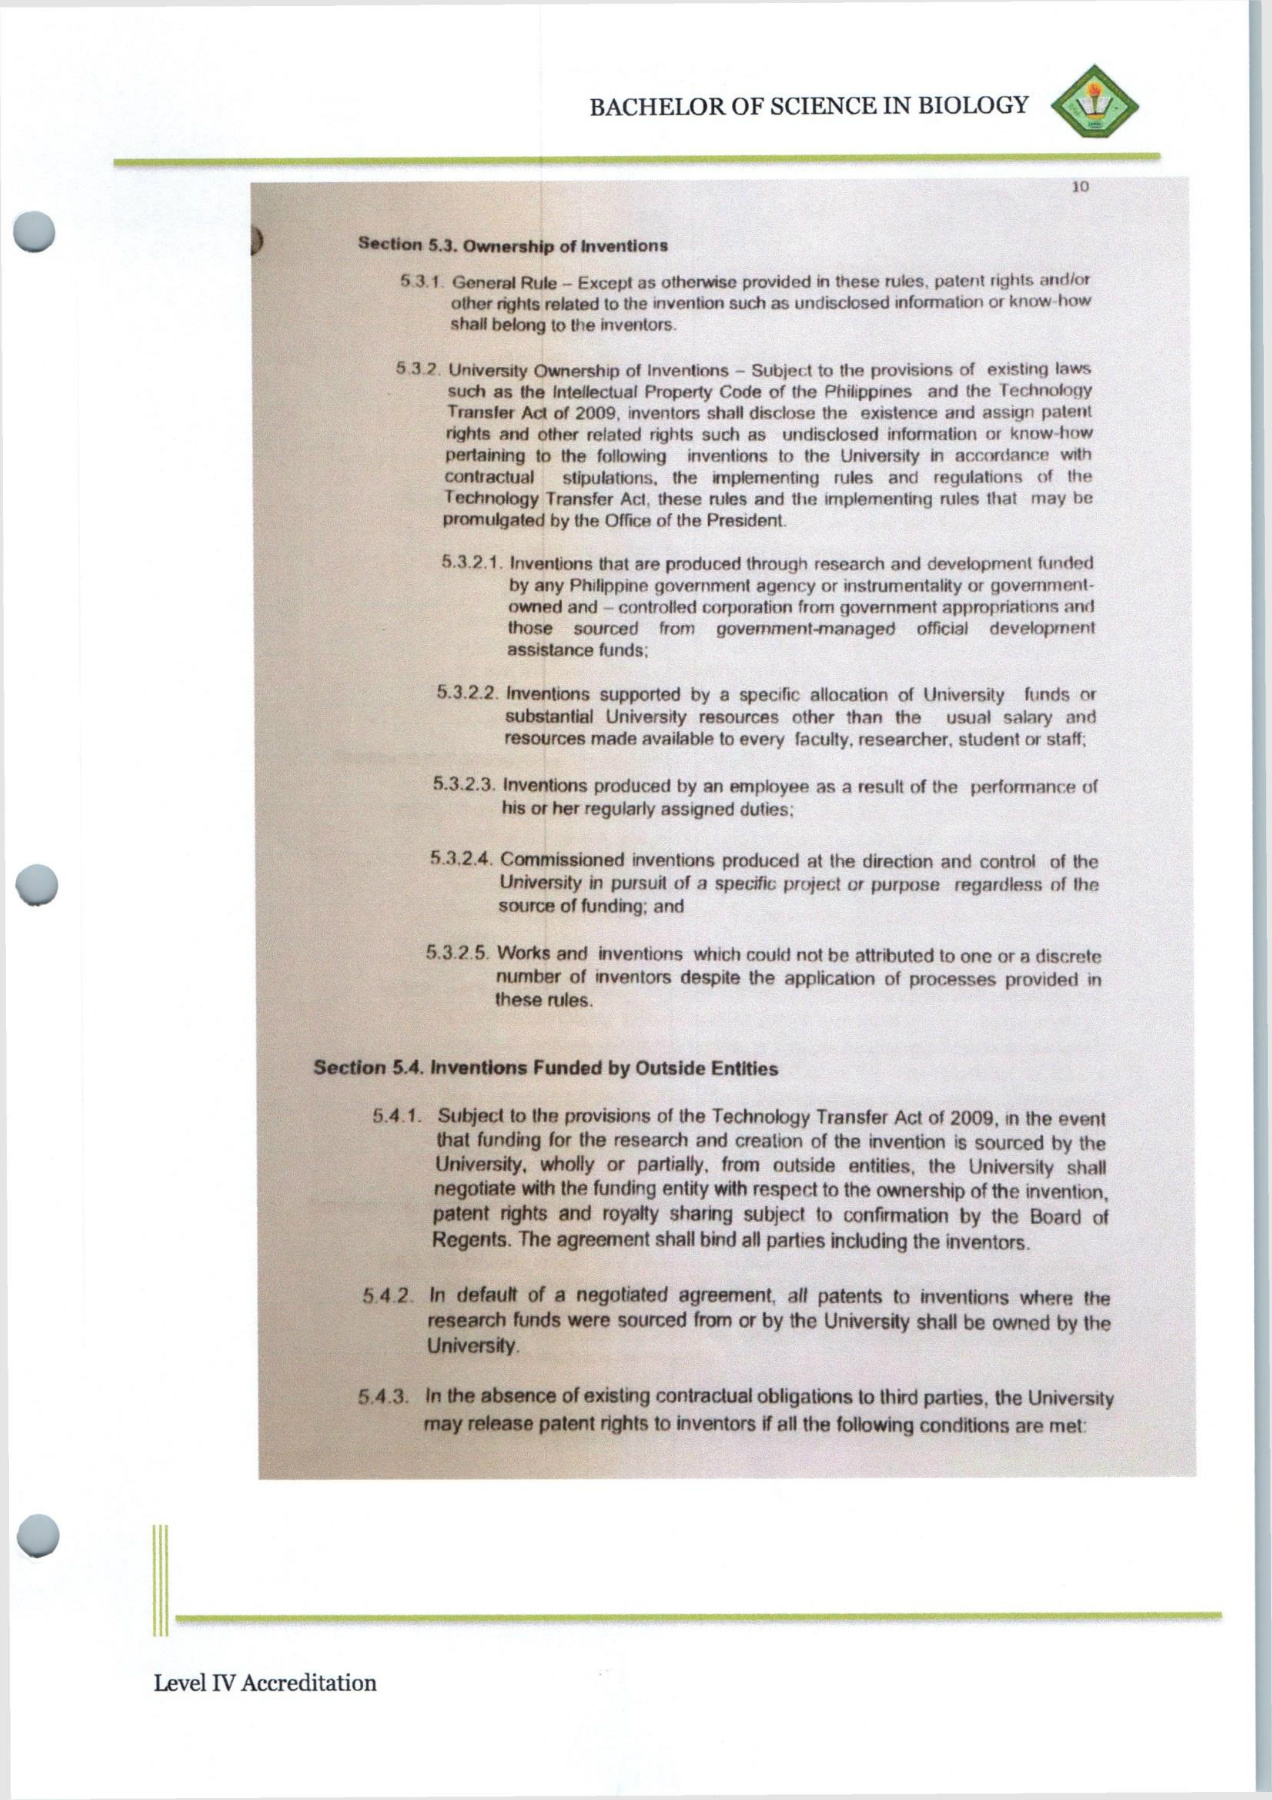 BACHELOR OF SCIENCE IN BIOLOGY
10
Section 5.3. Ownership of Inventions
5.3.1. General Rule – Except as otherwise provided in these rules, patent rights and/or
other rights related to the invention such as undisclosed information or know-how
shall belong to the inventors.
5.3.2. University Ownership of Inventions – Subject to the provisions of existing laws
such as the Intellectual Property Code of the Philippines and the Technology
Transfer Act of 2009, inventors shall disclose the existence and assign patent
rights and other related rights such as undisclosed information or know-how
pertaining to the following inventions to the University in accordance with
contractual stipulations, the implementing rules and regulations of the
Technology Transfer Act, these rules and the implementing rules that may be
promulgated by the Office of the President.
5.3.2.1. Inventions that are produced through research and development funded
by any Philippine government agency or instrumentality or government-
owned and – controlled corporation from government appropriations and
those sourced from government-managed official development
assistance funds;
5.3.2.2. Inventions supported by a specific allocation of University funds or
substantial University resources other than the usual salary and
resources made available to every faculty, researcher, student or staff;
5.3.2.3. Inventions produced by an employee as a result of the performance of
his or her regularly assigned duties;
5.3.2.4. Commissioned inventions produced at the direction and control of the
University in pursuit of a specific project or purpose regardless of the
source of funding; and
5.3.2.5. Works and inventions which could not be attributed to one or a discrete
number of inventors despite the application of processes provided in
these rules.
Section 5.4. Inventions Funded by Outside Entities
5.4.1. Subject to the provisions of the Technology Transfer Act of 2009, in the event
that funding for the research and creation of the invention is sourced by the
University, wholly or partially, from outside entities, the University shall
negotiate with the funding entity with respect to the ownership of the invention,
patent rights and royalty sharing subject to confirmation by the Board of
Regents. The agreement shall bind all parties including the inventors.
5.4.2. In default of a negotiated agreement, all patents to inventions where the
research funds were sourced from or by the University shall be owned by the
University.
5.4.3. In the absence of existing contractual obligations to third parties, the University
may release patent rights to inventors if all the following conditions are met:
Level IV Accreditation